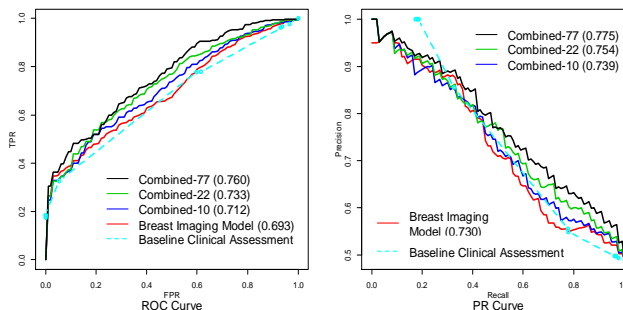 TPR
1.0
0.8
0.6
0.4
0.2
0.0
Combined-77 (0.760)
Combined-22 (0.733)
Combined-10 (0.712)
Breast Imaging Model (0.693)
Baseline Clinical Assessment
0.0 0.2 0.4 0.6 0.8 1.0
FPR
ROC Curve
Precision
1.0
0.9
0.8
0.7
0.6
0.5
Combined-77 (0.775)
Combined-22 (0.754)
Combined-10 (0.739)
Breast Imaging
Model (0.730)
Baseline Clinical Assessment
0.0 0.2 0.4 0.6 0.8 1.0
Recall
PR Curve